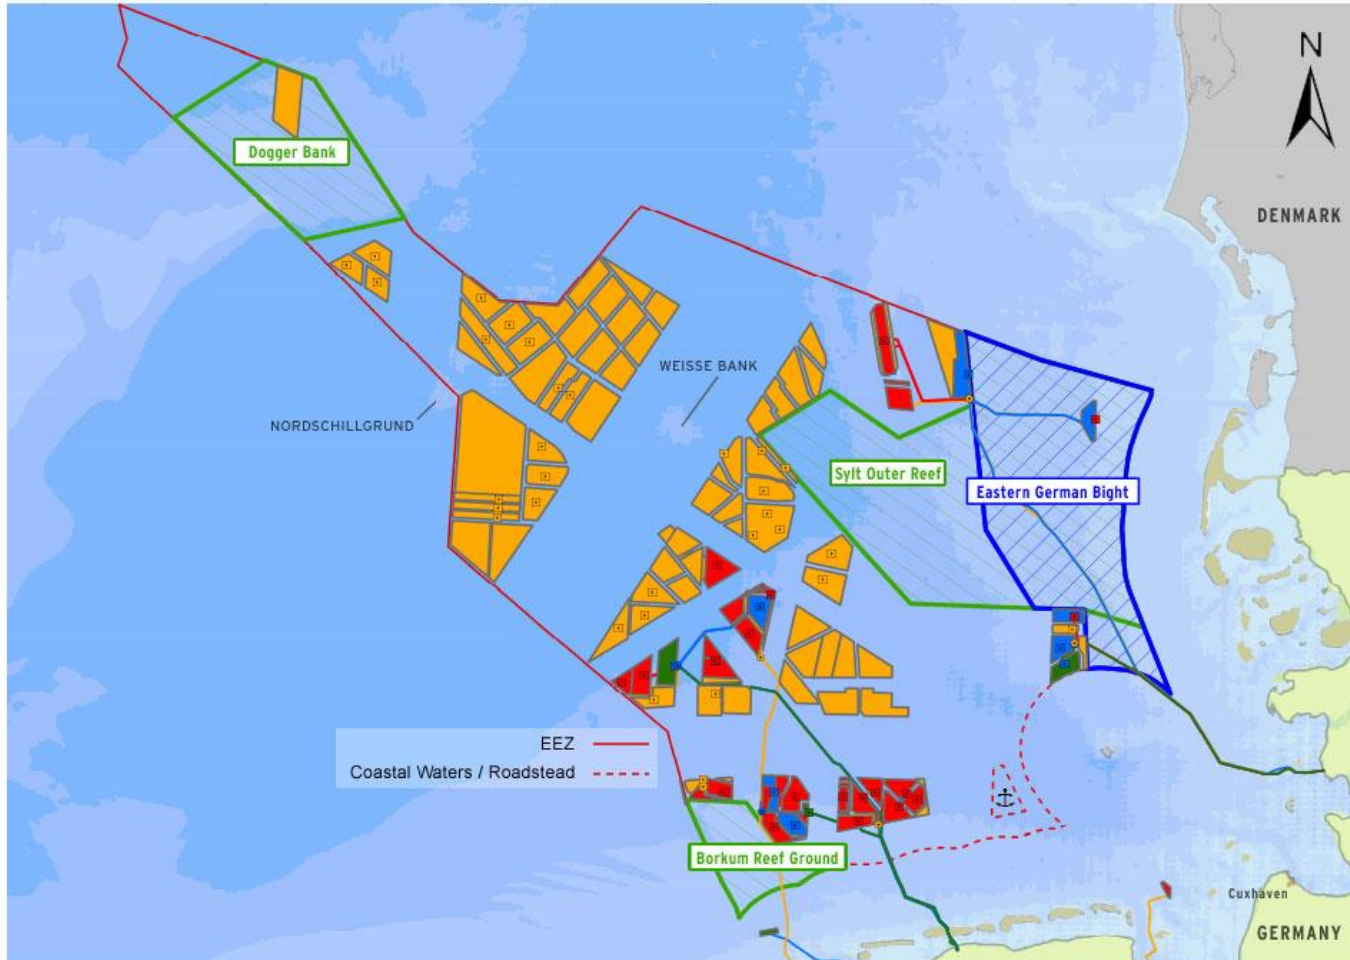 N
Dogger Bank
DENMARK
WEISSE BANK
NORDSCHILLGRUND
Sylt Outer Reef
Eastern German Bight
EEZ
Coastal Waters / Roadstead
Borkum Reef Ground
Cuxhaven
GERMANY